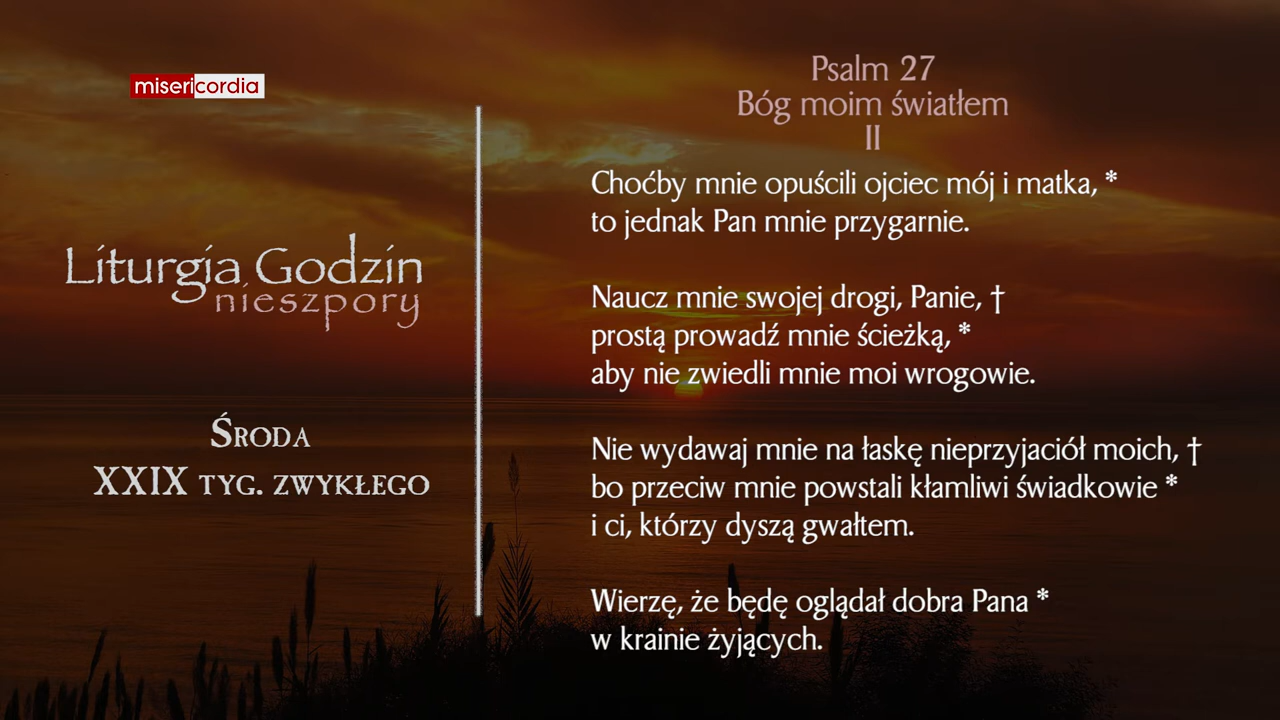 misericordia
Liturgia Godzin
nieszpory
Środa
XXIX tyg. zwykłego
Psalm 27
Bóg moim światłem
II
Choćby mnie opuścili ojciec mój i matka, *
to jednak Pan mnie przygarnie.
Naucz mnie swojej drogi, Panie, †
prostą prowadź mnie ścieżką, *
aby nie zwiedli mnie moi wrogowie.
Nie wydawaj mnie na łaskę nieprzyjaciół moich, †
bo przeciw mnie powstali kłamliwi świadkowie *
i ci, którzy dyszą gwałtem.
Wierzę, że będę oglądał dobra Pana *
w krainie żyjących.